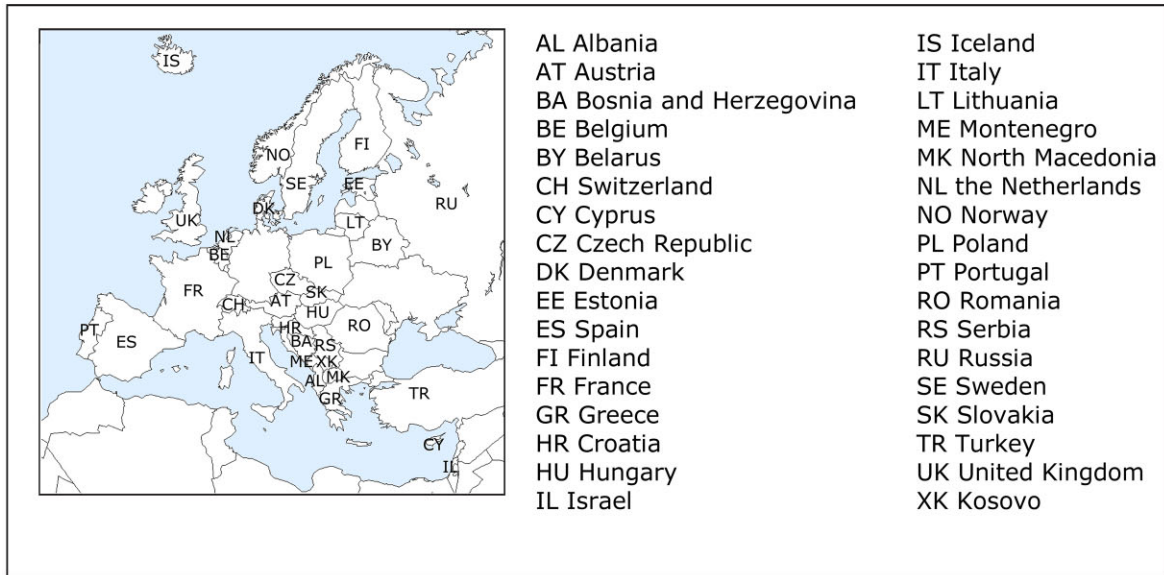 IS
NO
FI
SE
EE
RU
DK
LT
UK
BY
NL
BE
PL
CZ
FR
SK
CH
AT
HU
RO
HR
PT
ES
BA
RS
IT
ME
XK
AL
MK
TR
GR
CY
IL
AL Albania
AT Austria
BA Bosnia and Herzegovina
BE Belgium
BY Belarus
CH Switzerland
CY Cyprus
CZ Czech Republic
DK Denmark
EE Estonia
ES Spain
FI Finland
FR France
GR Greece
HR Croatia
HU Hungary
IL Israel
IS Iceland
IT Italy
LT Lithuania
ME Montenegro
MK North Macedonia
NL the Netherlands
NO Norway
PL Poland
PT Portugal
RO Romania
RS Serbia
RU Russia
SE Sweden
SK Slovakia
TR Turkey
UK United Kingdom
XK Kosovo